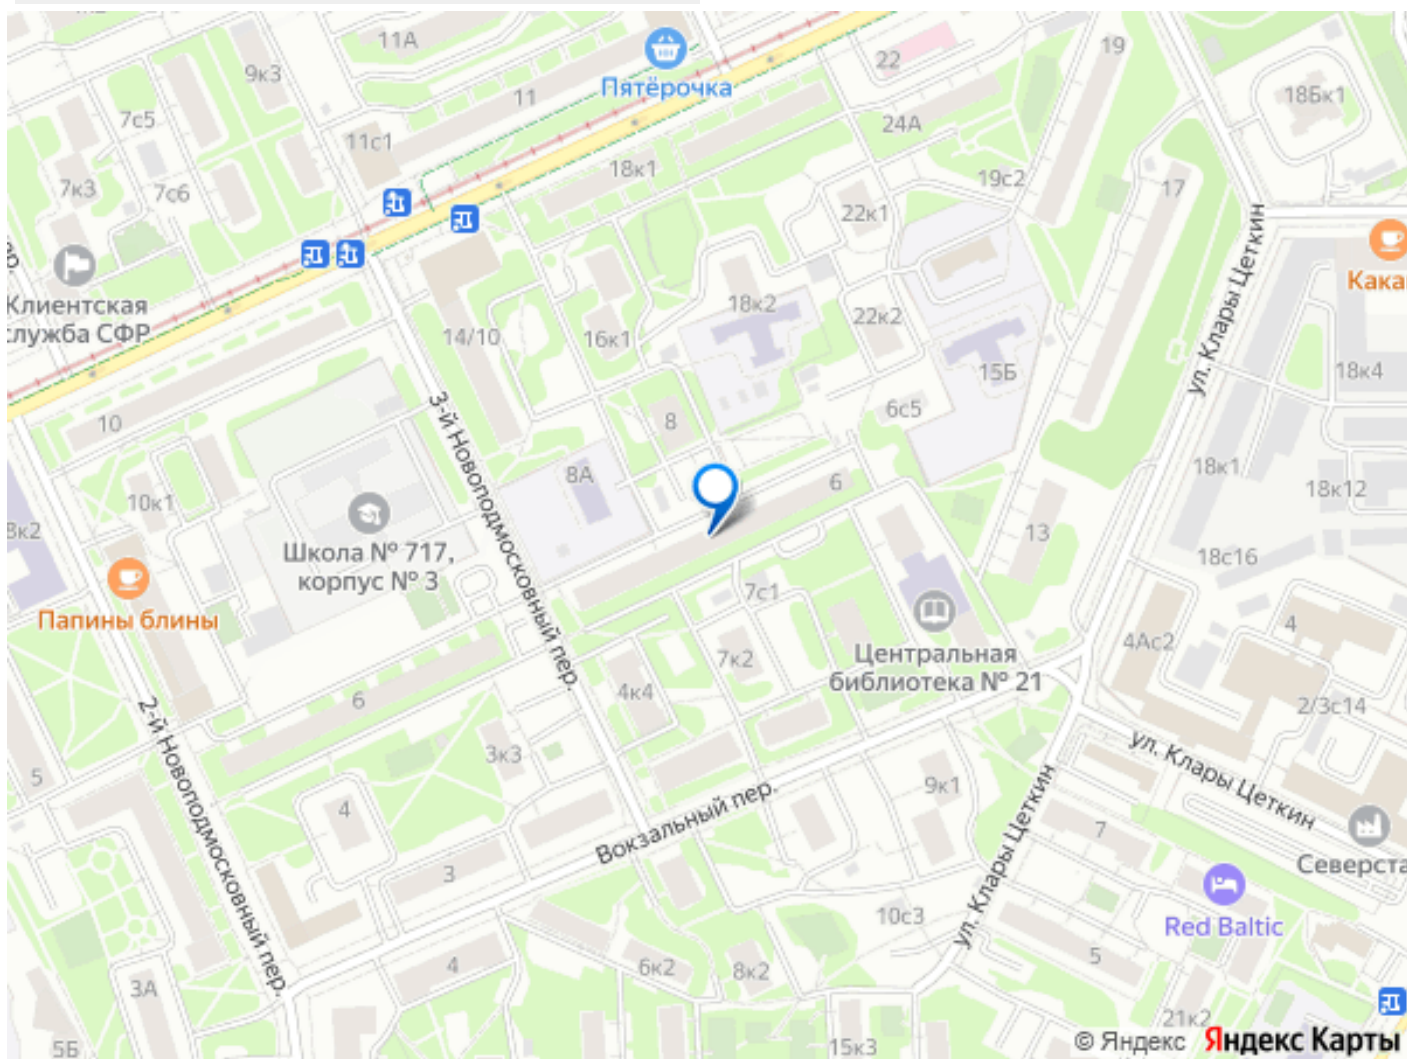 11А
Пятёрочка
22
19
9к3
18Бк1
7с5
11
24А
11с1
18к1
7к3
7с6
19с2
17
22к1
Клиентская
служба СФР
Кака
18к2
22к2
14/10
16к1
15Б
18к4
ул. Клары Цеткин
10
8
6с5
3-й Новоподмосковный пер.
18к1
8А
6
18к12
10к1
13
Школа № 717,
корпус № 3
18с16
Папины блины
7с1
4
4Ас2
7к2
Центральная
библиотека № 21
4к4
6
2/3с14
2-й Новоподмосковный пер.
3к3
ул. Клары Цеткин
5
9к1
4
Вокзальный пер.
7
Северста
3
ул. Клары Цеткин
10с3
Red Baltic
5
4
6к2
8к2
3А
21к2
5Б
15к3
© Яндекс Яндекс Карты